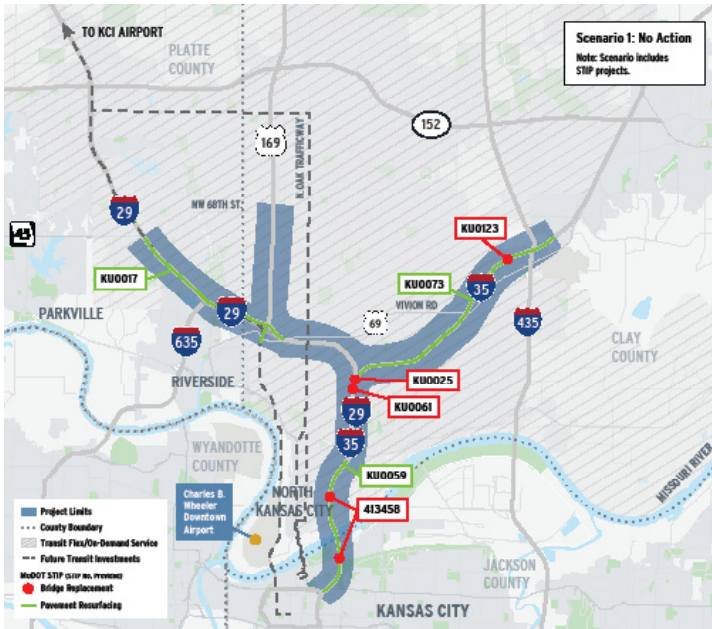 TO KCI AIRPORT
PLATTE
COUNTY
Scenario 1: No Action
Note: Scenario includes
STIP projects.
152
169
N. OAK TRAFFICWAY
29
NW 68TH ST.
45
KU0123
KU0017
KU0073
35
VIVION RD
PARKVILLE
29
69
635
435
CLAY
COUNTY
RIVERSIDE
KU0025
KU0061
29
35
WYANDOTTE
COUNTY
KU0059
MISSOURI RIVER
Charles B.
Wheeler
Downtown
Airport
NORTH
KANSAS CITY
413458
JACKSON
COUNTY
KANSAS CITY
Project Limits
County Boundary
Transit Flex/On-Demand Service
Future Transit Investments
MoDOT STIP (STIP No. Provided)
Bridge Replacement
Pavement Resurfacing